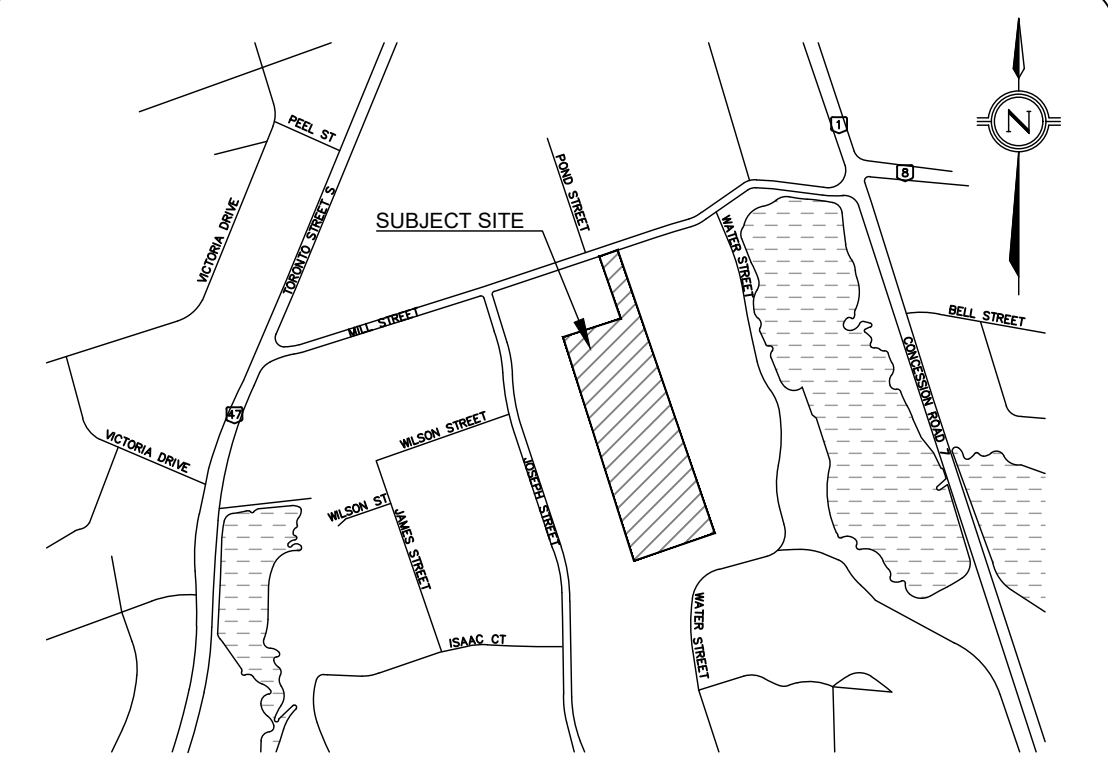 PEEL ST
1
N
8
POND STREET
VICTORIA DRIVE
TORONTO STREET S
SUBJECT SITE
WATER STREET
MILL STREET
BELL STREET
CONCESSION ROAD 7
47
WILSON STREET
VICTORIA DRIVE
JOSEPH STREET
WILSON ST
JAMES STREET
ISAAC CT
WATER STREET